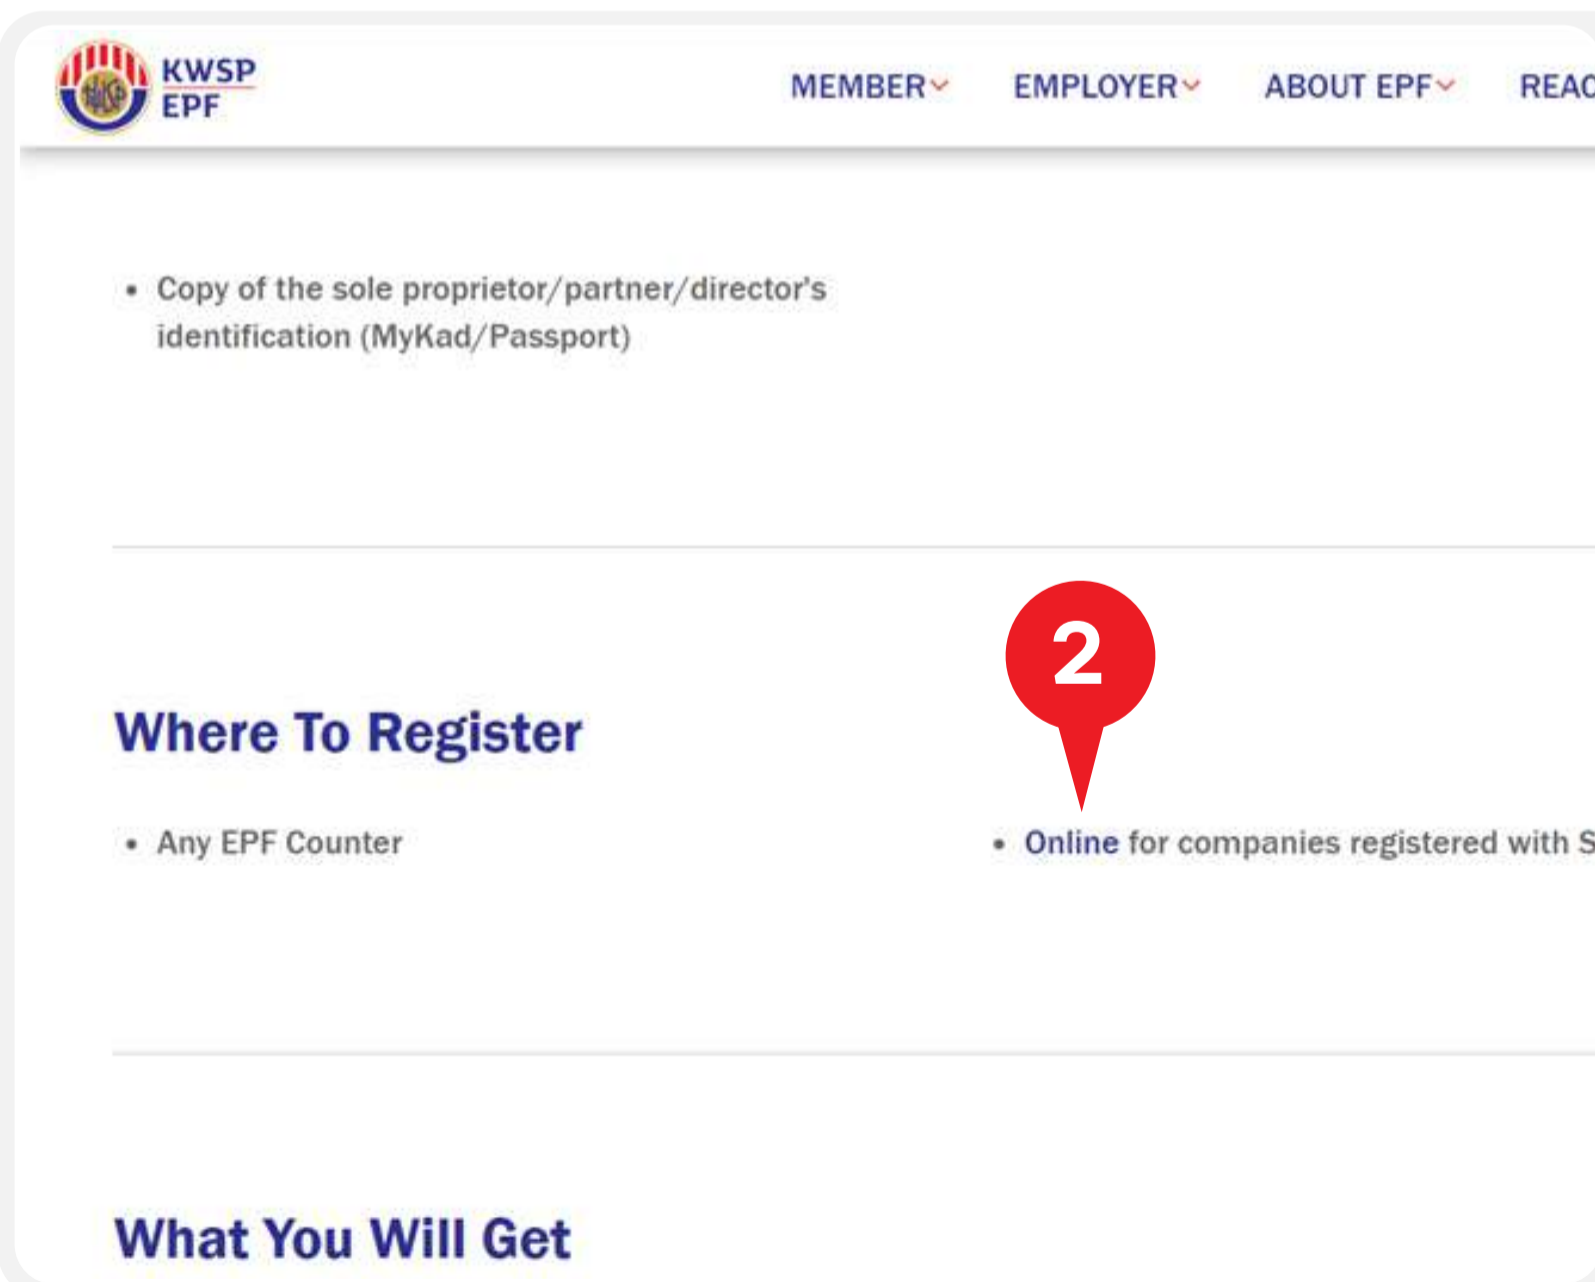 KWSP
EPF
MEMBER EMPLOYER ABOUT EPF REAC
• Copy of the sole proprietor/partner/director's
identification (MyKad/Passport)
2
Where To Register
• Any EPF Counter
• Online for companies registered with S
What You Will Get